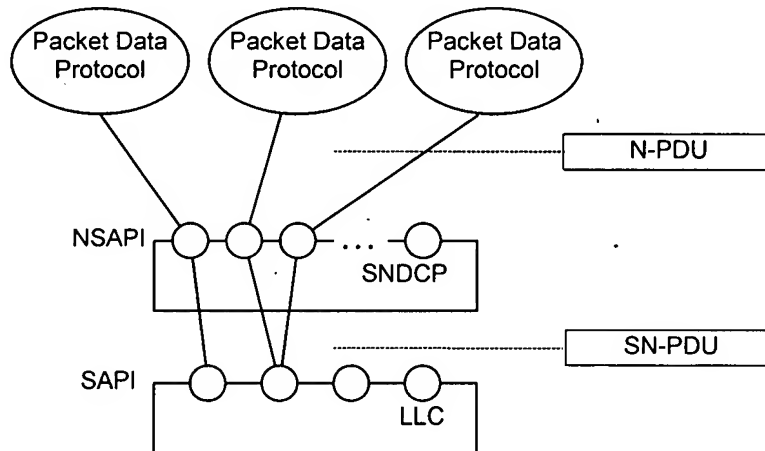 Packet Data
Protocol
Packet Data
Protocol
Packet Data
Protocol
N-PDU
NSAPI
...
SNDCP
SN-PDU
SAPI
LLC